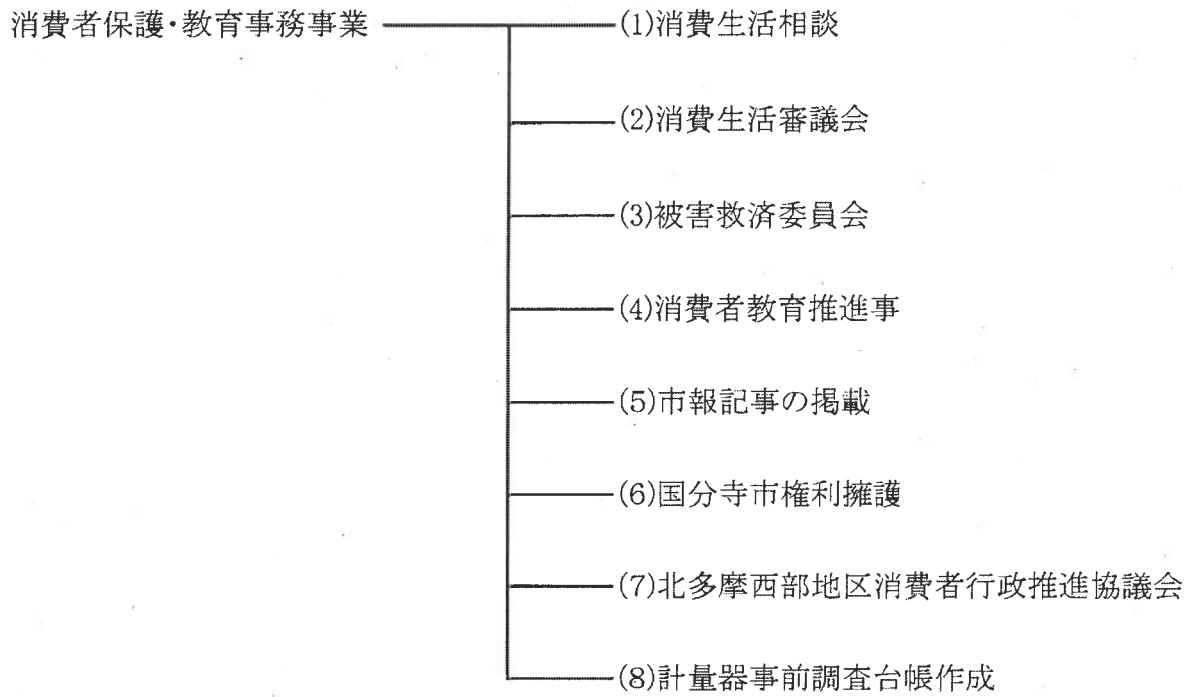 消費者保護・教育事務事業
(1)消費生活相談
(2)消費生活審議会
(3)被害救済委員会
(4)消費者教育推進事
(5)市報記事の掲載
(6)国分寺市権利擁護
(7)北多摩西部地区消費者行政推進協議会
(8)計量器事前調査台帳作成